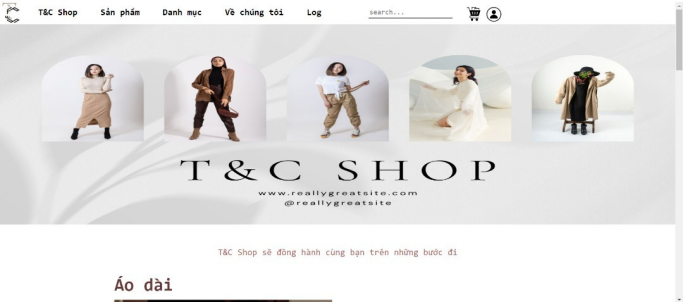 T&C Shop Sản phẩm Danh mục Về chúng tôi Log search...
T&C SHOP
www.reallygreatsite.com
@reallygreatsite
T&C Shop sẽ đồng hành cùng bạn trên những bước đi
Áo dài